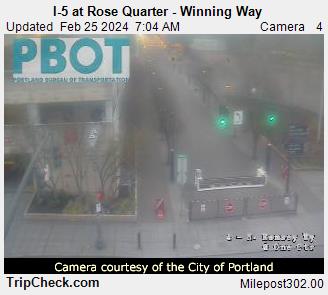 I-5 at Rose Quarter - Winning Way
Updated Feb 25 2024 7:04 AM Camera 4
PBOT
PORTLAND BUREAU OF TRANSPORTATION
Camera courtesy of the City of Portland
TripCheck.com Milepost302.00